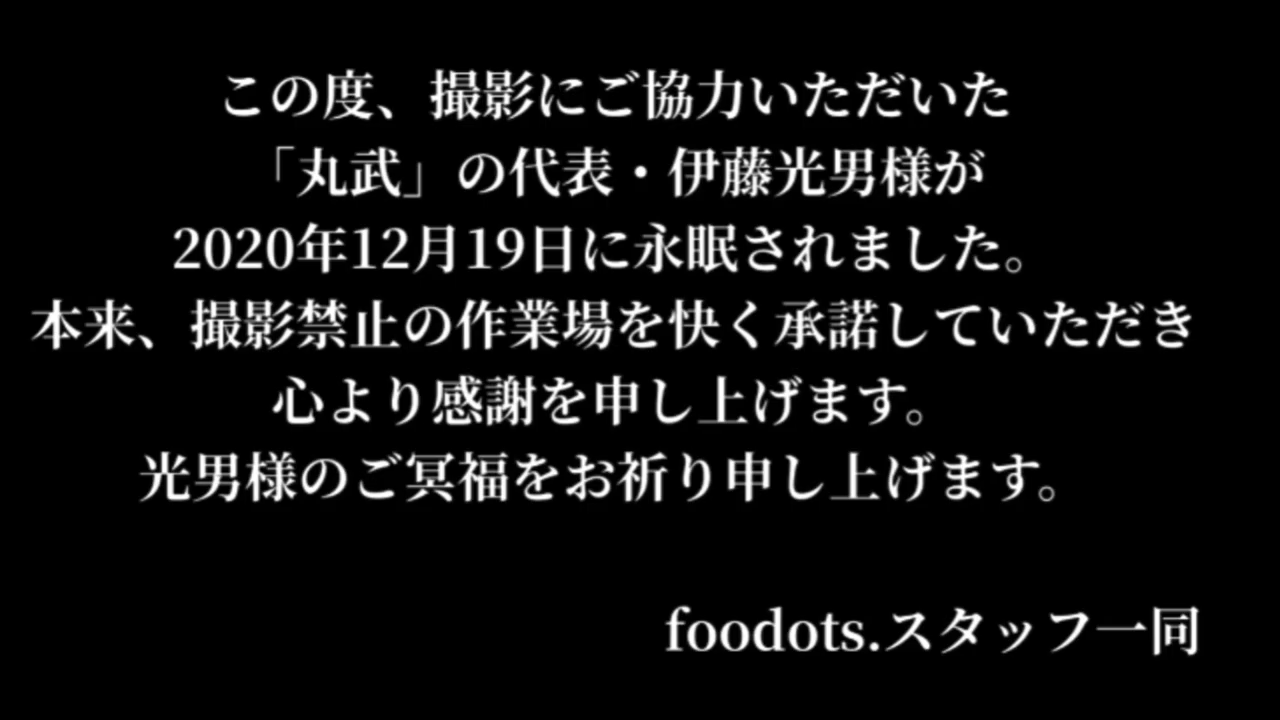 この度、撮影にご協力いただいた
「丸武」の代表・伊藤光男様が
2020年12月19日に永眠されました。
本来、撮影禁止の作業場を快く承諾していただき
心より感謝を申し上げます。
光男様のご冥福をお祈り申し上げます。
foodots.スタッフ一同